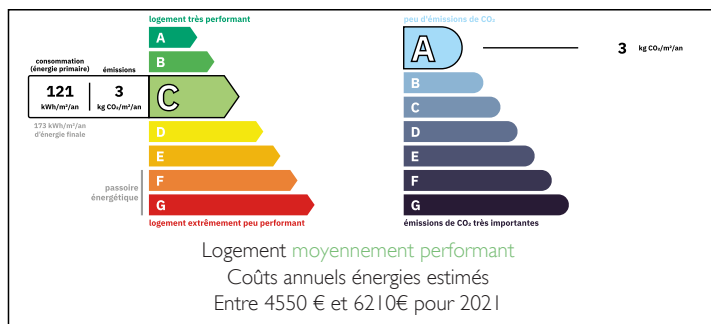 logement très performant
A
B
consommation
(énergie primaire)
émissions
121
kWh/m²/an
3
kg CO₂/m²/an
C
173 kWh/m²/an
d'énergie finale
D
E
passoire
énergétique
F
G
logement extrêmement peu performant
peu d'émissions de CO₂
A
3 kg CO₂/m²/an
B
C
D
E
F
G
émissions de CO₂ très importantes
Logement moyennement performant
Coûts annuels énergies estimés
Entre 4550 € et 6210€ pour 2021